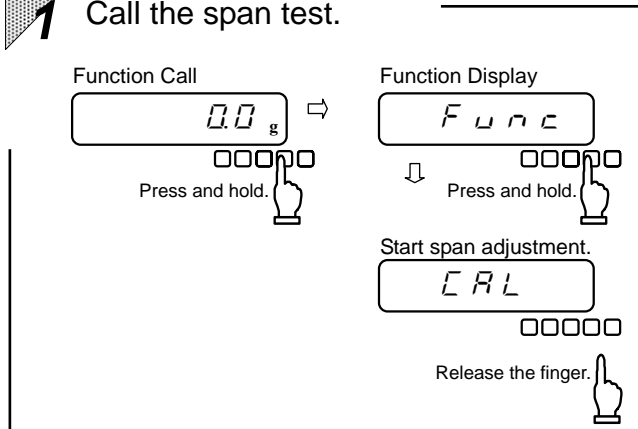 1 Call the span test.
Function Call
0.0 g
Press and hold.
Function Display
Func
Press and hold.
Start span adjustment.
CAL
Release the finger.